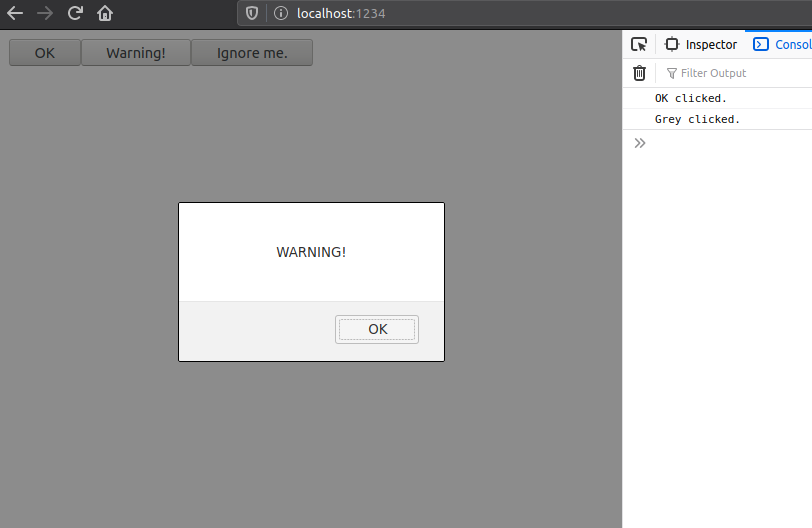 localhost:1234
OK Warning! Ignore me.
Inspector Consol
Filter Output
OK clicked.
Grey clicked.
WARNING!
OK